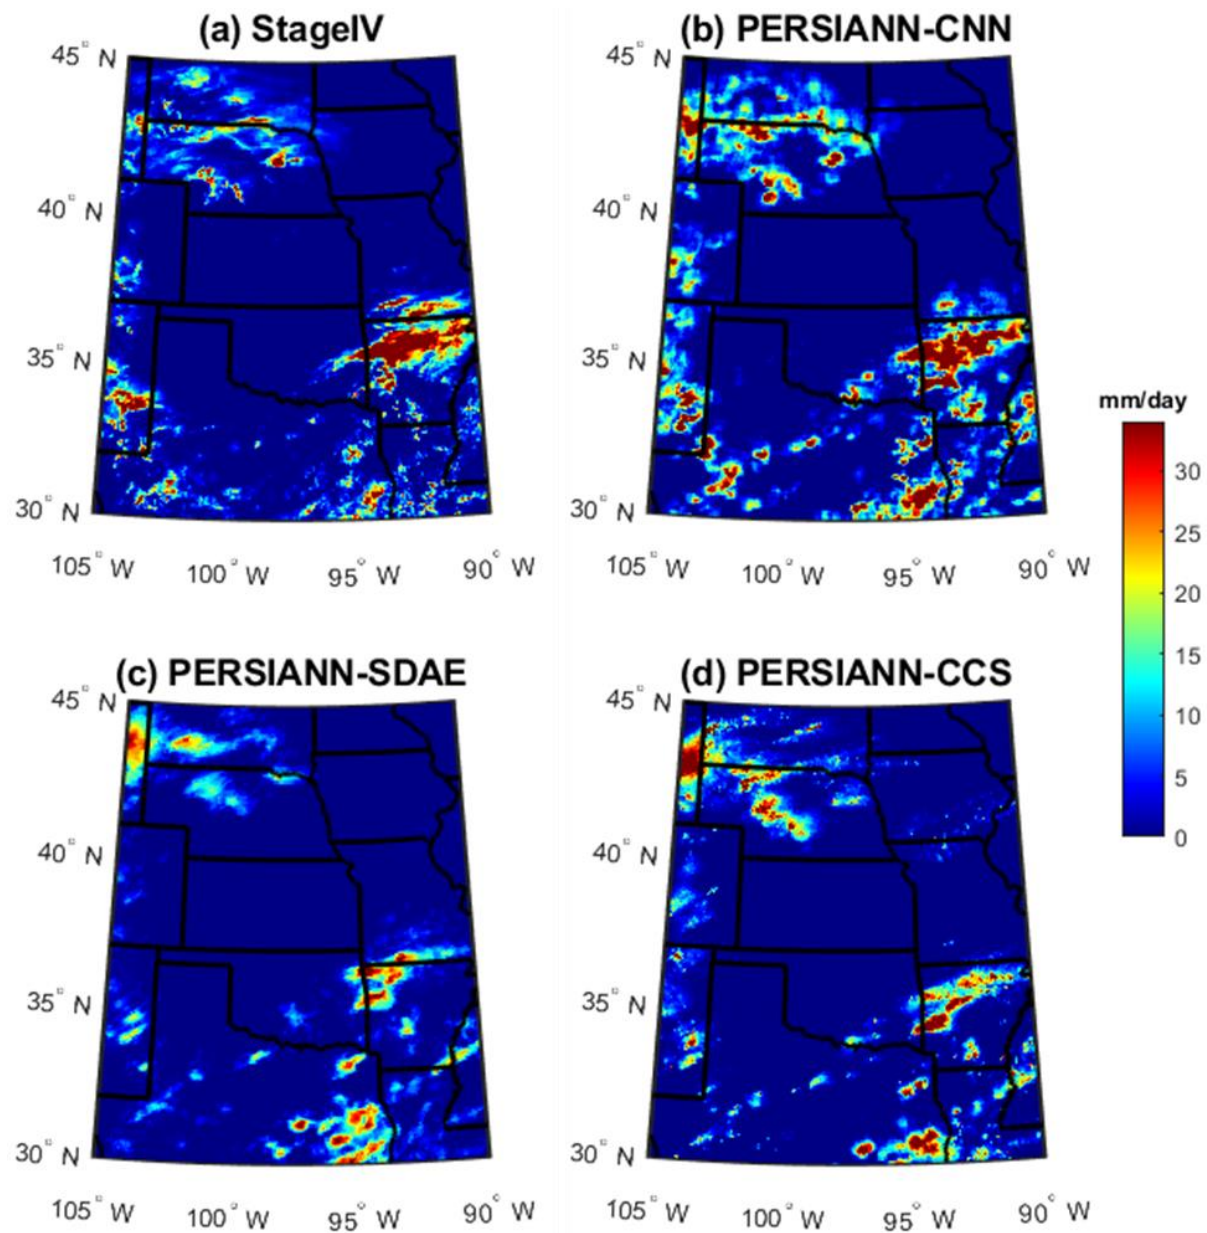 (a) StageIV
(b) PERSIANN-CNN
45° N
45° N
40° N
40° N
35° N
35° N
30° N
30° N
105° W
100° W
95° W
90° W
105° W
100° W
95° W
90° W
mm/day
30
25
20
15
10
5
0
(c) PERSIANN-SDAE
(d) PERSIANN-CCS
45° N
45° N
40° N
40° N
35° N
35° N
30° N
30° N
105° W
100° W
95° W
90° W
105° W
100° W
95° W
90° W